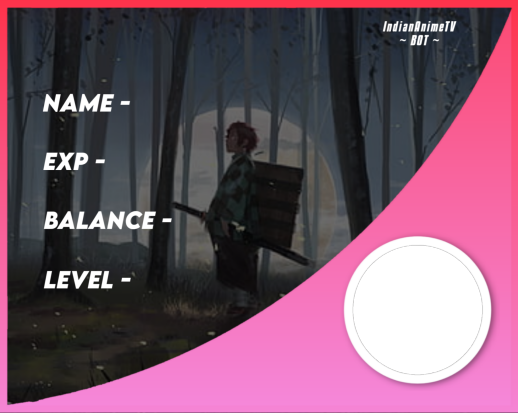 IndianAnimeTV
~ BOT ~
NAME -
EXP -
BALANCE -
LEVEL -